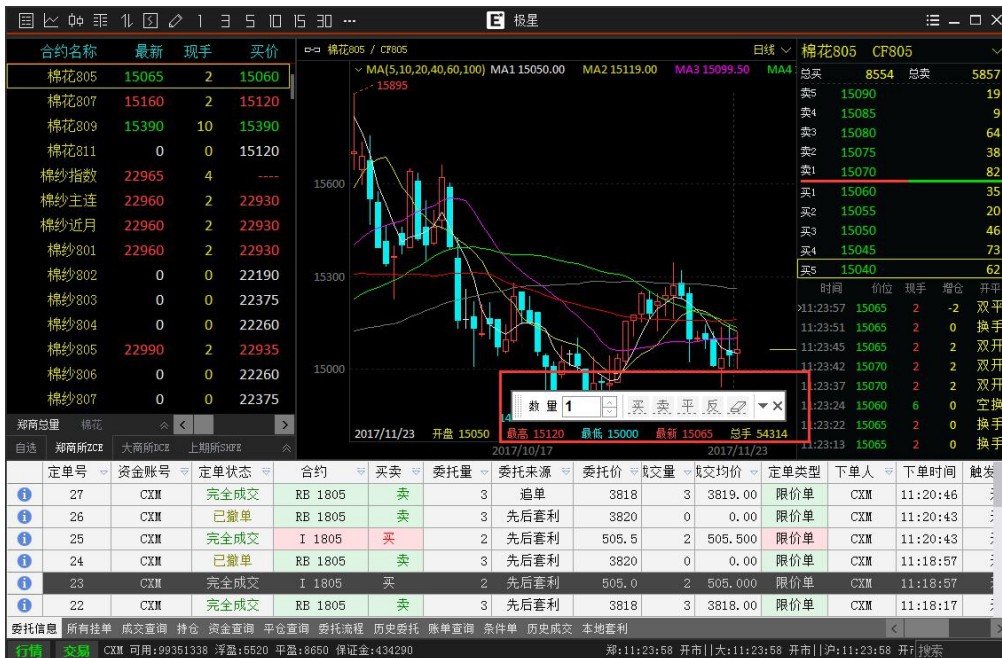 1 3 5 10 15 30 ... E 极星
合约名称 最新 现手 买价
棉花805 15065 2 15060
棉花807 15160 2 15120
棉花809 15390 10 15390
棉花811 0 0 15120
棉纱指数 22965 4 ----
棉纱主连 22960 2 22930
棉纱近月 22960 2 22930
棉纱801 22960 2 22930
棉纱802 0 0 22190
棉纱803 0 0 22375
棉纱804 0 0 22260
棉纱805 22990 2 22935
棉纱806 0 0 22260
棉纱807 0 0 22375
郑商总里 棉花
自选 郑商所ZCE 大商所DCE 上期所SHFE
棉花805 / CF805 日线
MA(5,10,20,40,60,100) MA1 15050.00 MA2 15119.00 MA3 15099.50 MA4
15895
15600
15300
15000
数量 1 买 卖 平 反
2017/11/23 开盘 15050 最高 15120 最低 15000 最新 15065 总手 54314
2017/10/17 2017/11/23
棉花805 CF805
总买 8554 总卖 5857
卖5 15090 19
卖4 15085 9
卖3 15080 64
卖2 15075 38
卖1 15070 82
买1 15060 35
买2 15055 20
买3 15050 46
买4 15045 73
买5 15040 62
时间 价位 现手 增仓 开平
11:23:57 15065 2 -2 双平
11:23:51 15065 2 0 换手
11:23:45 15065 2 2 双开
11:23:42 15070 2 2 双开
11:23:37 15070 2 2 双开
11:23:24 15060 6 0 空换
11:23:22 15065 2 0 换手
11:23:13 15065 2 0 换手
定单号 资金账号 定单状态 合约 买卖 委托量 委托来源 委托价 成交量 成交均价 定单类型 下单人 下单时间 触发
27 CXM 完全成交 RB 1805 卖 3 追单 3818 3 3819.00 限价单 CXM 11:20:46
26 CXM 已撤单 RB 1805 卖 3 先后套利 3820 0 0.00 限价单 CXM 11:20:43
25 CXM 完全成交 I 1805 买 2 先后套利 505.5 2 505.500 限价单 CXM 11:20:43
24 CXM 已撤单 RB 1805 卖 3 先后套利 3820 0 0.00 限价单 CXM 11:18:57
23 CXM 完全成交 I 1805 买 2 先后套利 505.0 2 505.000 限价单 CXM 11:18:57
22 CXM 完全成交 RB 1805 卖 3 先后套利 3818 3 3818.00 限价单 CXM 11:18:17
委托信息 所有挂单 成交查询 持仓 资金查询 平仓查询 委托流程 历史委托 账单查询 条件单 历史成交 本地套利
行情 交易 CXM 可用:99351338 浮盈:5520 平盈:8650 保证金:434290 郑:11:23:58 开市||大:11:23:58 开市||沪:11:23:58 搜索